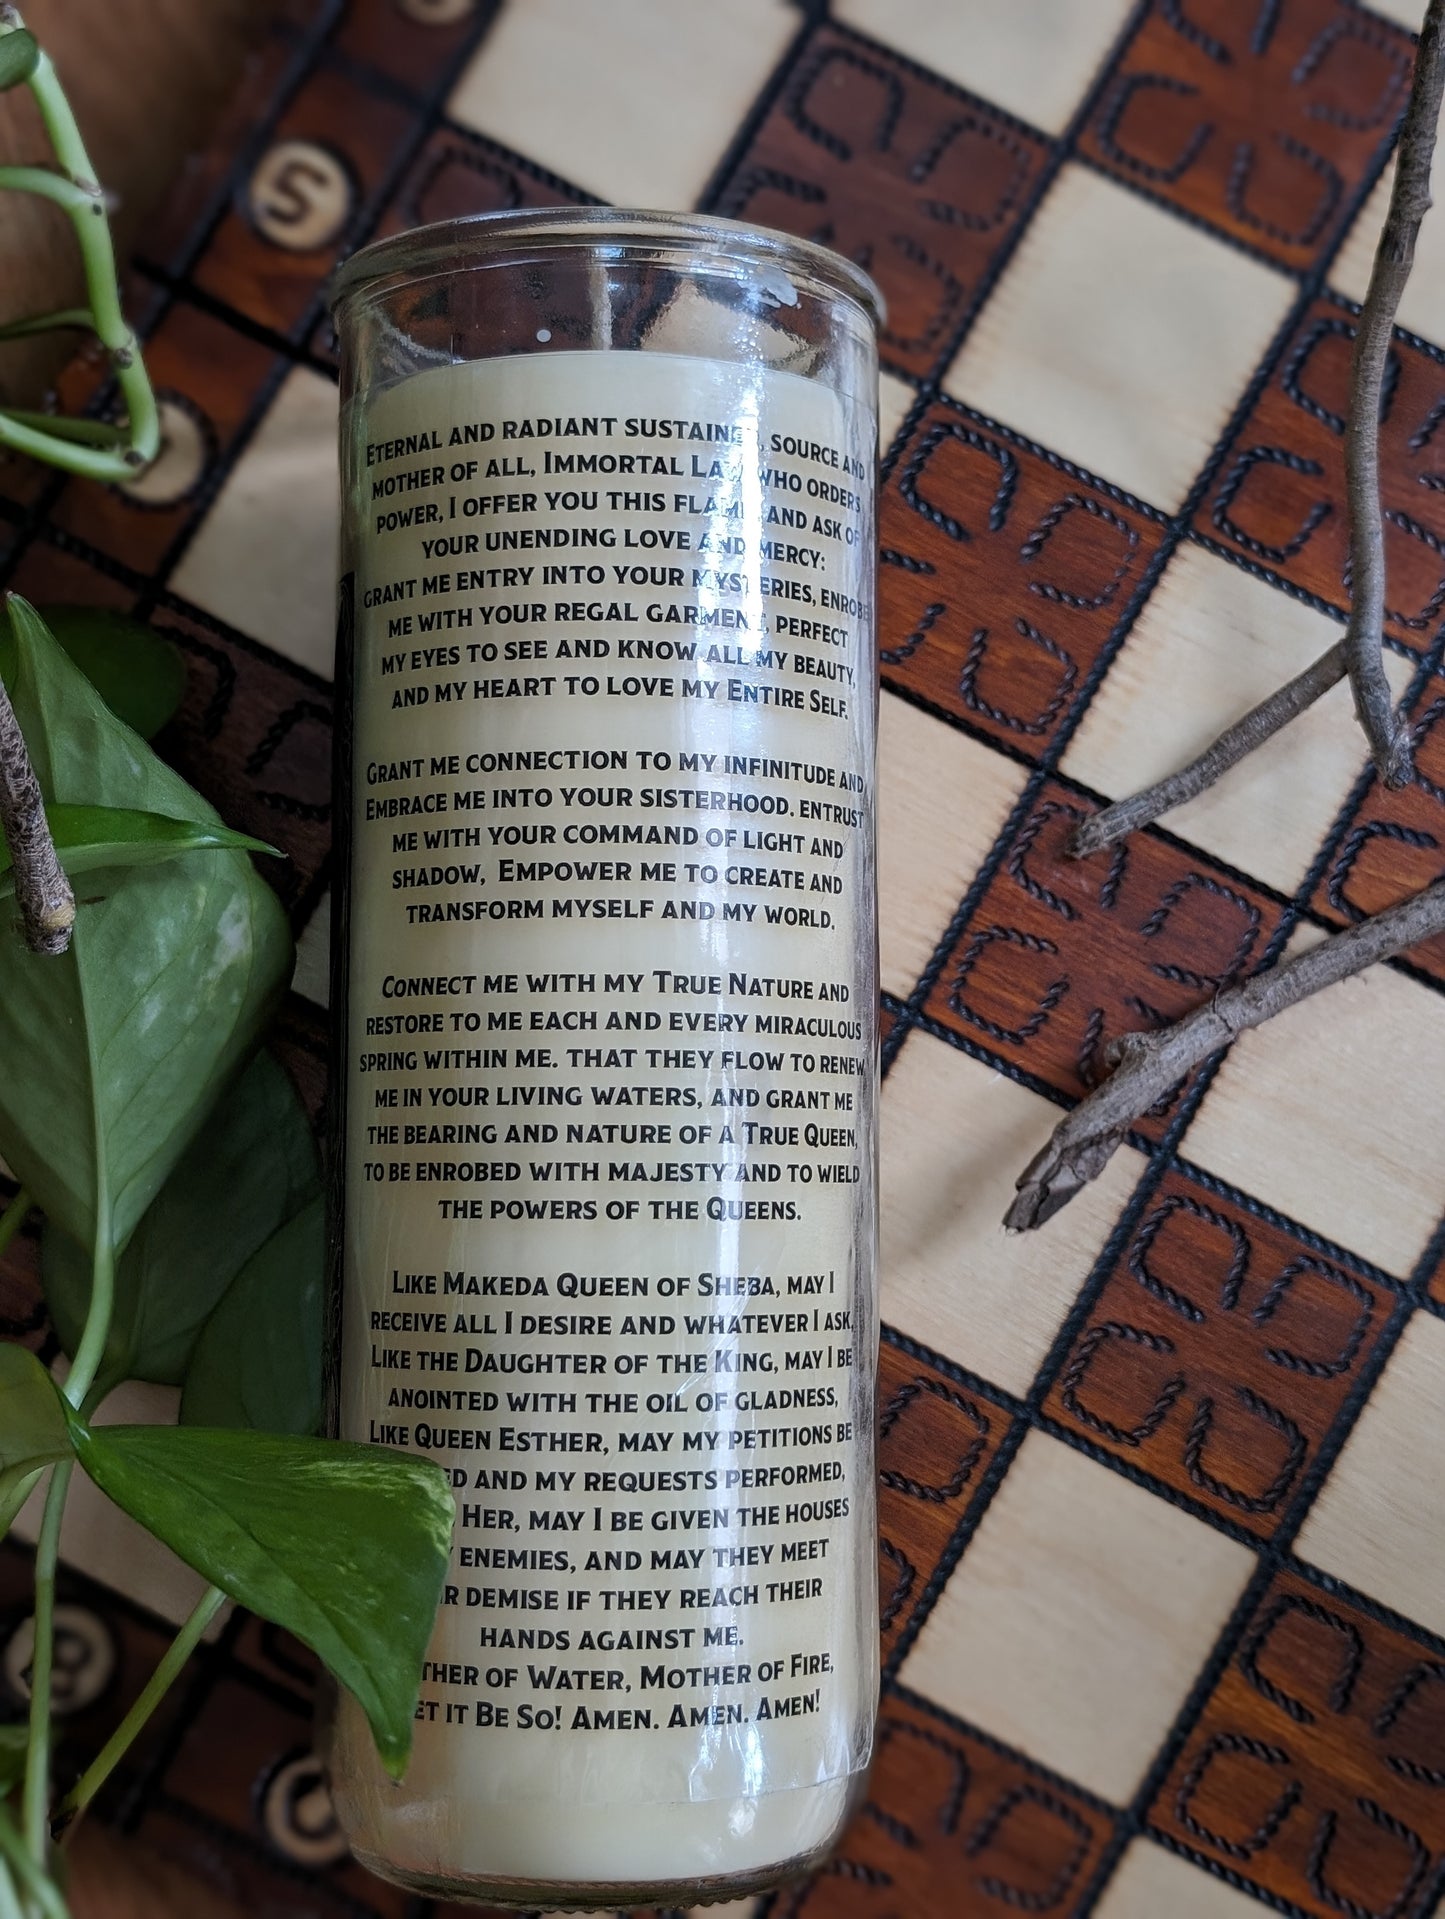 S
Eternal and radiant sustainer, source and
mother of all, Immortal Law who orders
power, I offer you this flame and ask of
your unending love and mercy:
grant me entry into your mysteries, enrobe
me with your regal garment, perfect
my eyes to see and know all my beauty,
and my heart to love my Entire Self.
Grant me connection to my infinitude and
Embrace me into your sisterhood. entrust
me with your command of light and
shadow, Empower me to create and
transform myself and my world.
Connect me with my True Nature and
restore to me each and every miraculous
spring within me. that they flow to renew
me in your living waters, and grant me
the bearing and nature of a True Queen,
to be enrobed with majesty and to wield
the powers of the Queens.
Like Makeda Queen of Sheba, may I
receive all I desire and whatever I ask,
Like the Daughter of the King, may I be
anointed with the oil of gladness,
Like Queen Esther, may my petitions be
and my requests performed,
Her, may I be given the houses
enemies, and may they meet
demise if they reach their
hands against me.
of Water, Mother of Fire,
it Be So! Amen. Amen. Amen!